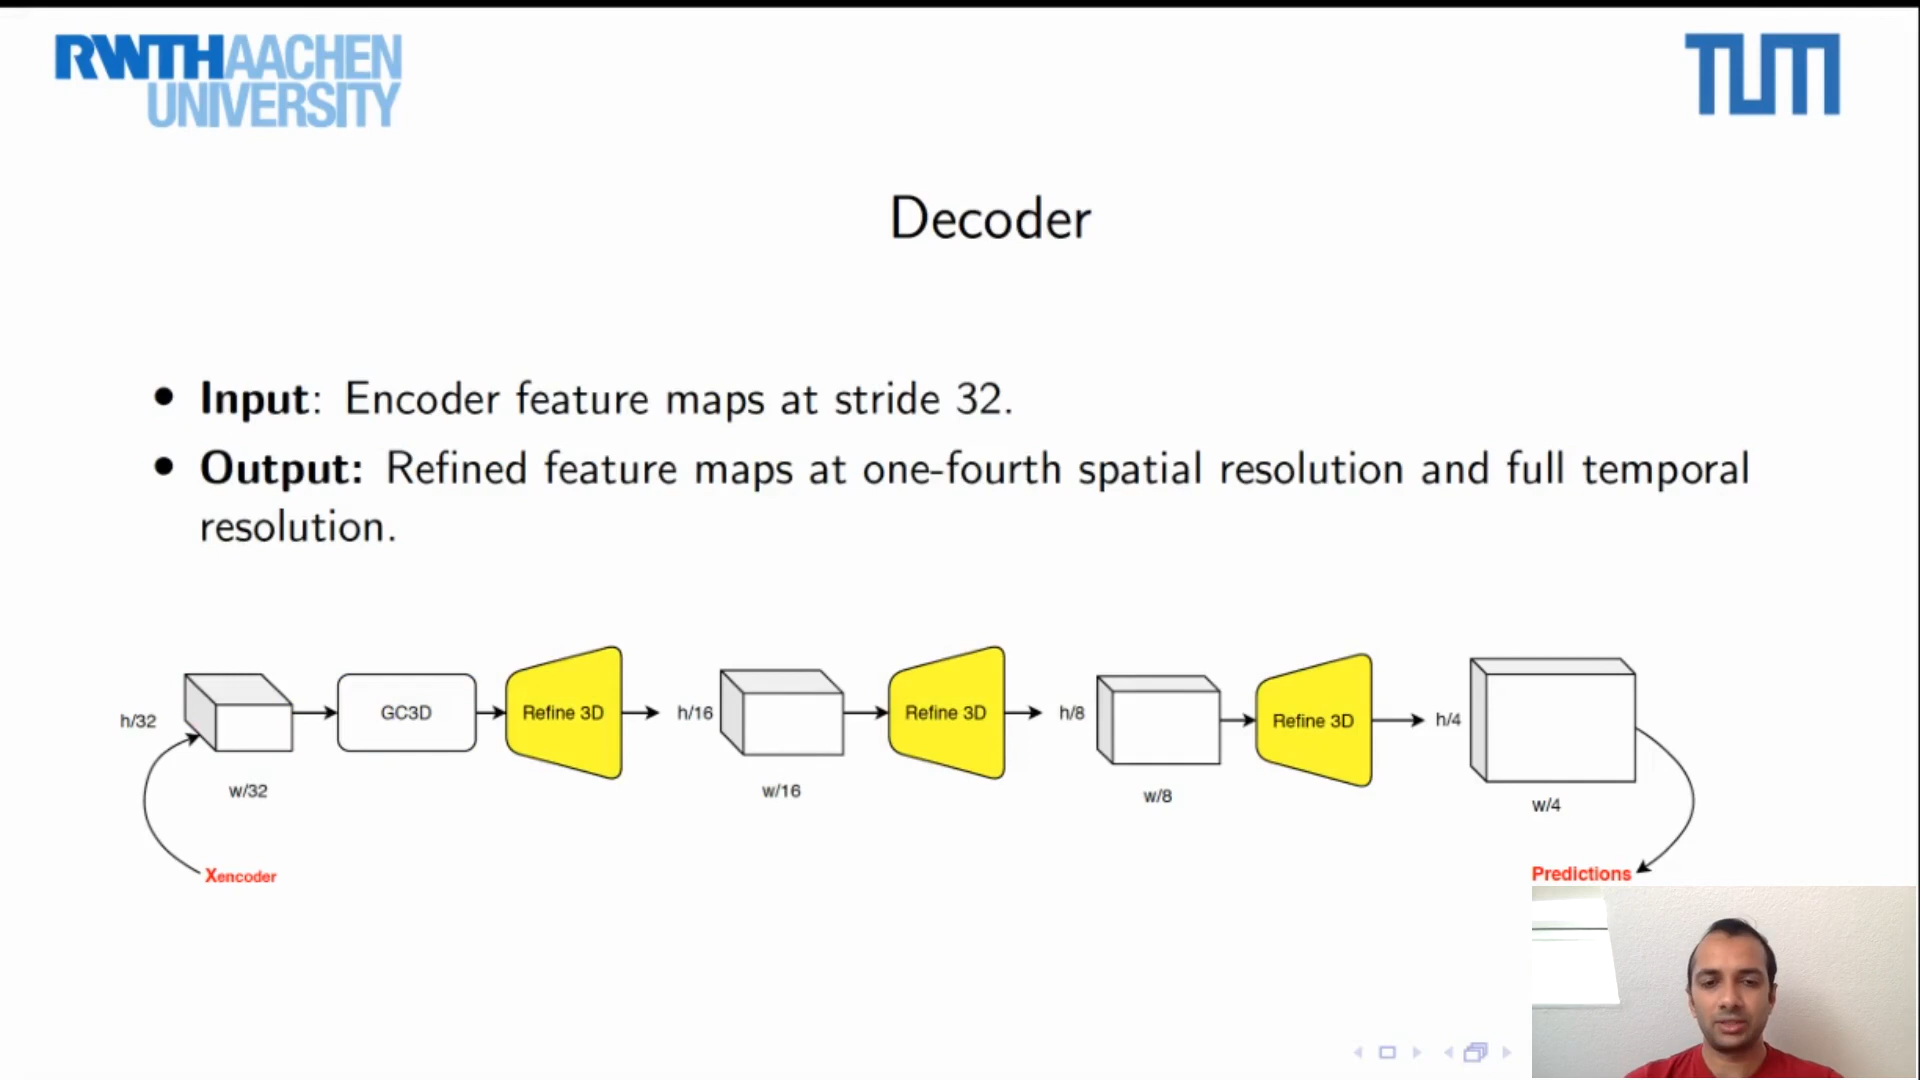 RWTHAACHEN
UNIVERSITY
TUM
Decoder
• Input: Encoder feature maps at stride 32.
• Output: Refined feature maps at one-fourth spatial resolution and full temporal
resolution.
h/32
GC3D
Refine 3D
h/16
Refine 3D
h/8
Refine 3D
h/4
w/32
w/16
w/8
w/4
Xencoder
Predictions